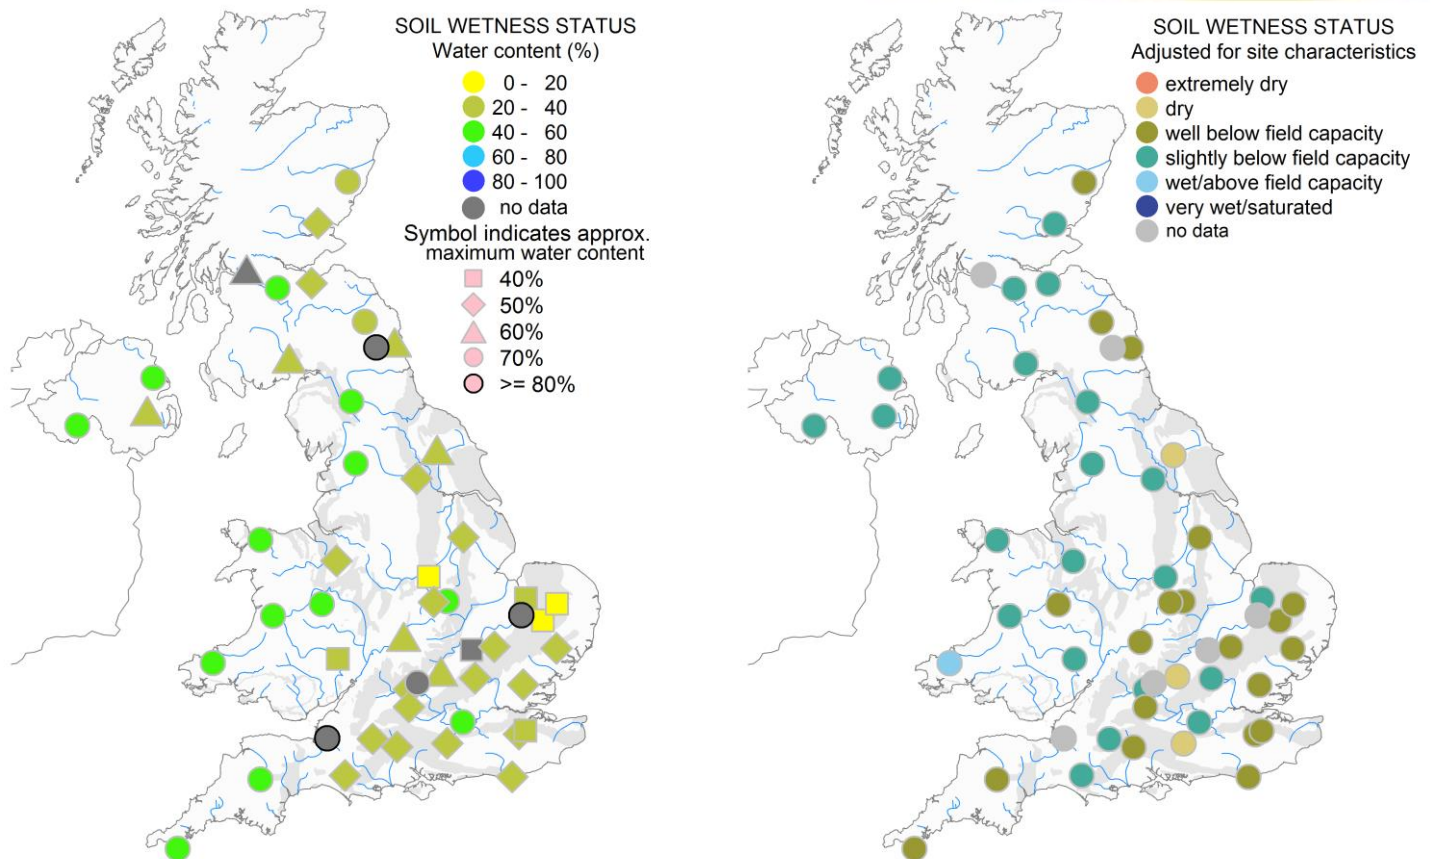 SOIL WETNESS STATUS
Water content (%)
0 - 20
20 - 40
40 - 60
60 - 80
80 - 100
no data
Symbol indicates approx.
maximum water content
40%
50%
60%
70%
>= 80%
SOIL WETNESS STATUS
Adjusted for site characteristics
extremely dry
dry
well below field capacity
slightly below field capacity
wet/above field capacity
very wet/saturated
no data